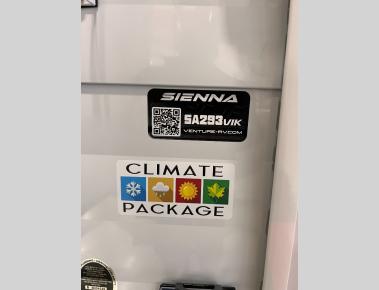 SIENNA
SA293VIK
VENTURE-RV.COM
CLIMATE
PACKAGE